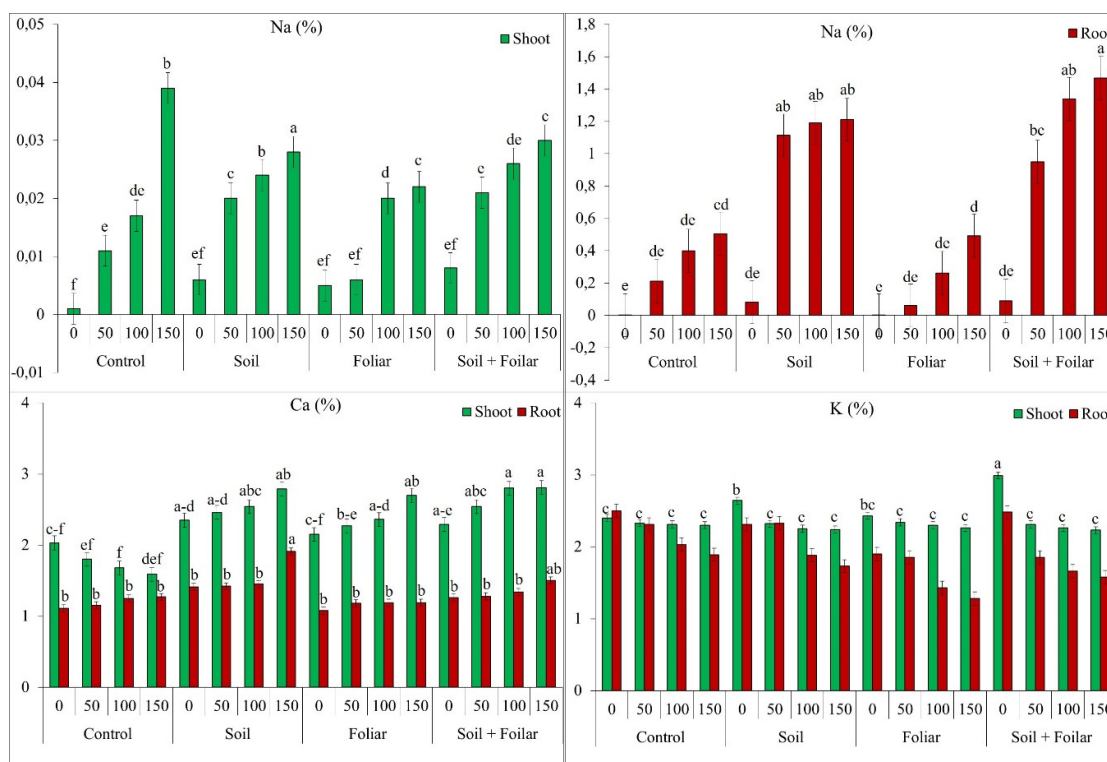 Na (%)
Shoot
0,05
0,04
0,03
0,02
0,01
0
-0,01
f e de b ef c b a ef ef d c ef c de c
0 50 100 150 0 50 100 150 0 50 100 150 0 50 100 150
Control Soil Foliar Soil + Foilar
Na (%)
Roo
1,8
1,6
1,4
1,2
1
0,8
0,6
0,4
0,2
0
-0,2
-0,4
e de de cd de ab ab ab e de de d de bc ab a
0 50 100 150 0 50 100 150 0 50 100 150 0 50 100 150
Control Soil Foliar Soil + Foilar
Ca (%)
Shoot Root
4
3
2
1
0
c-f ef f def a-d a-d abc ab c-f b-e a-d ab a-e abc a a
b b b b b b b a b b b b b b b ab
0 50 100 150 0 50 100 150 0 50 100 150 0 50 100 150
Control Soil Foliar Soil + Foilar
K (%)
Shoot Roo
4
3
2
1
0
c c c c b c c c bc c c c a c c c
0 50 100 150 0 50 100 150 0 50 100 150 0 50 100 150
Control Soil Foliar Soil + Foilar